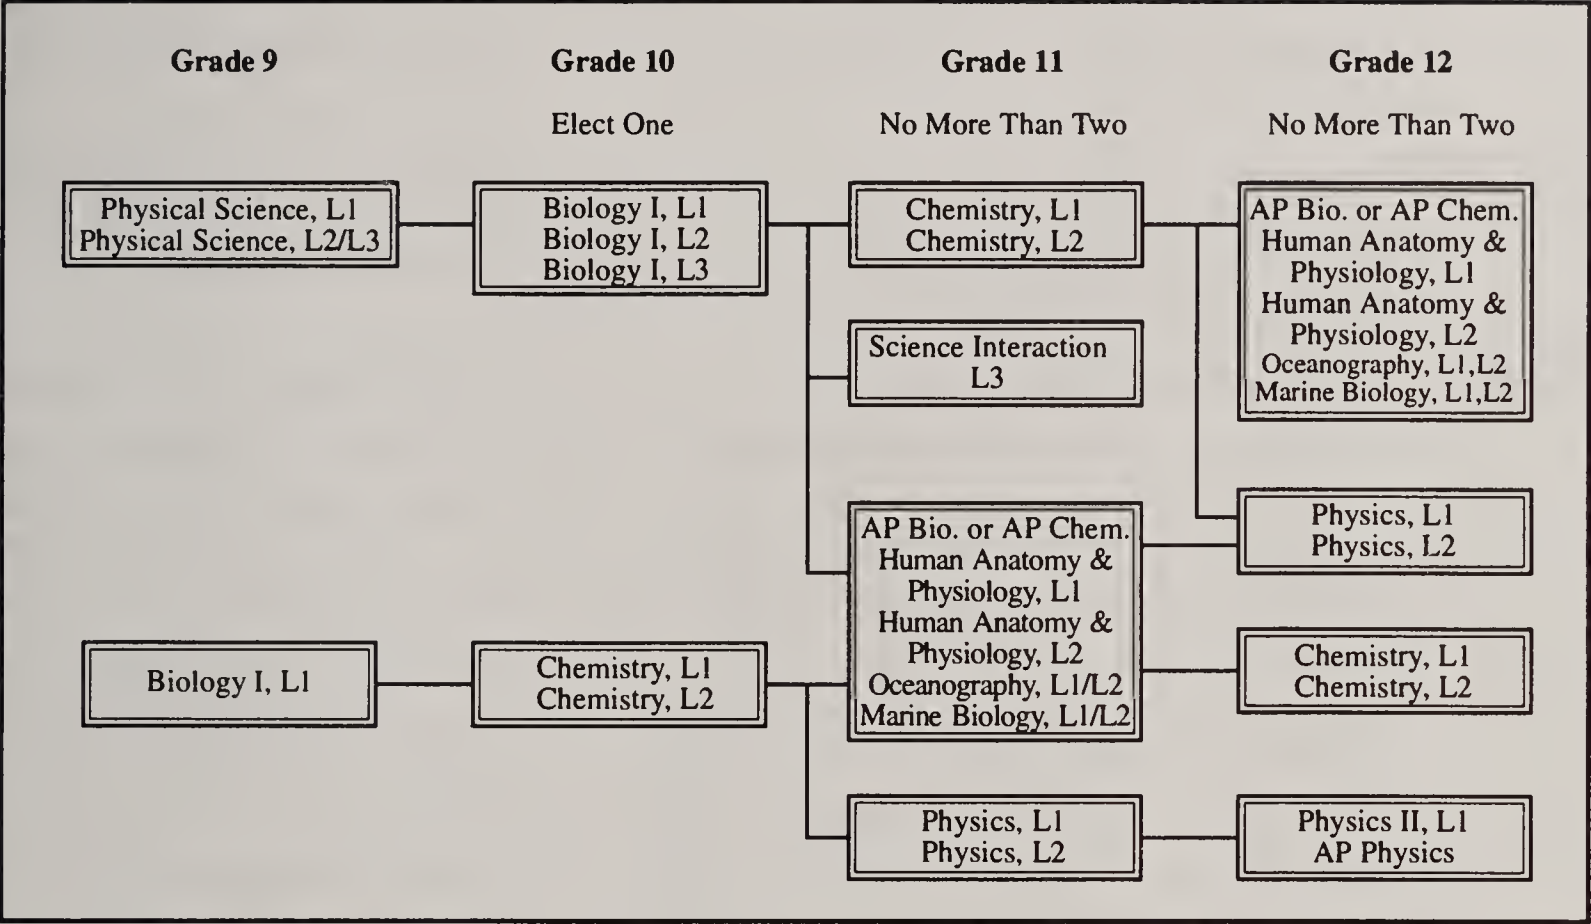 Grade 9
Grade 10
Grade 11
Grade 12
Elect One
No More Than Two
No More Than Two
Physical Science, L1
Physical Science, L2/L3
Biology I, L1
Biology I, L2
Biology I, L3
Chemistry, L1
Chemistry, L2
AP Bio. or AP Chem.
Human Anatomy &
Physiology, L1
Human Anatomy &
Physiology, L2
Oceanography, L1,L2
Marine Biology, L1,L2
Science Interaction
L3
Physics, L1
Physics, L2
AP Bio. or AP Chem.
Human Anatomy &
Physiology, L1
Human Anatomy &
Physiology, L2
Oceanography, L1/L2
Marine Biology, L1/L2
Biology I, L1
Chemistry, L1
Chemistry, L2
Chemistry, L1
Chemistry, L2
Physics, L1
Physics, L2
Physics II, L1
AP Physics